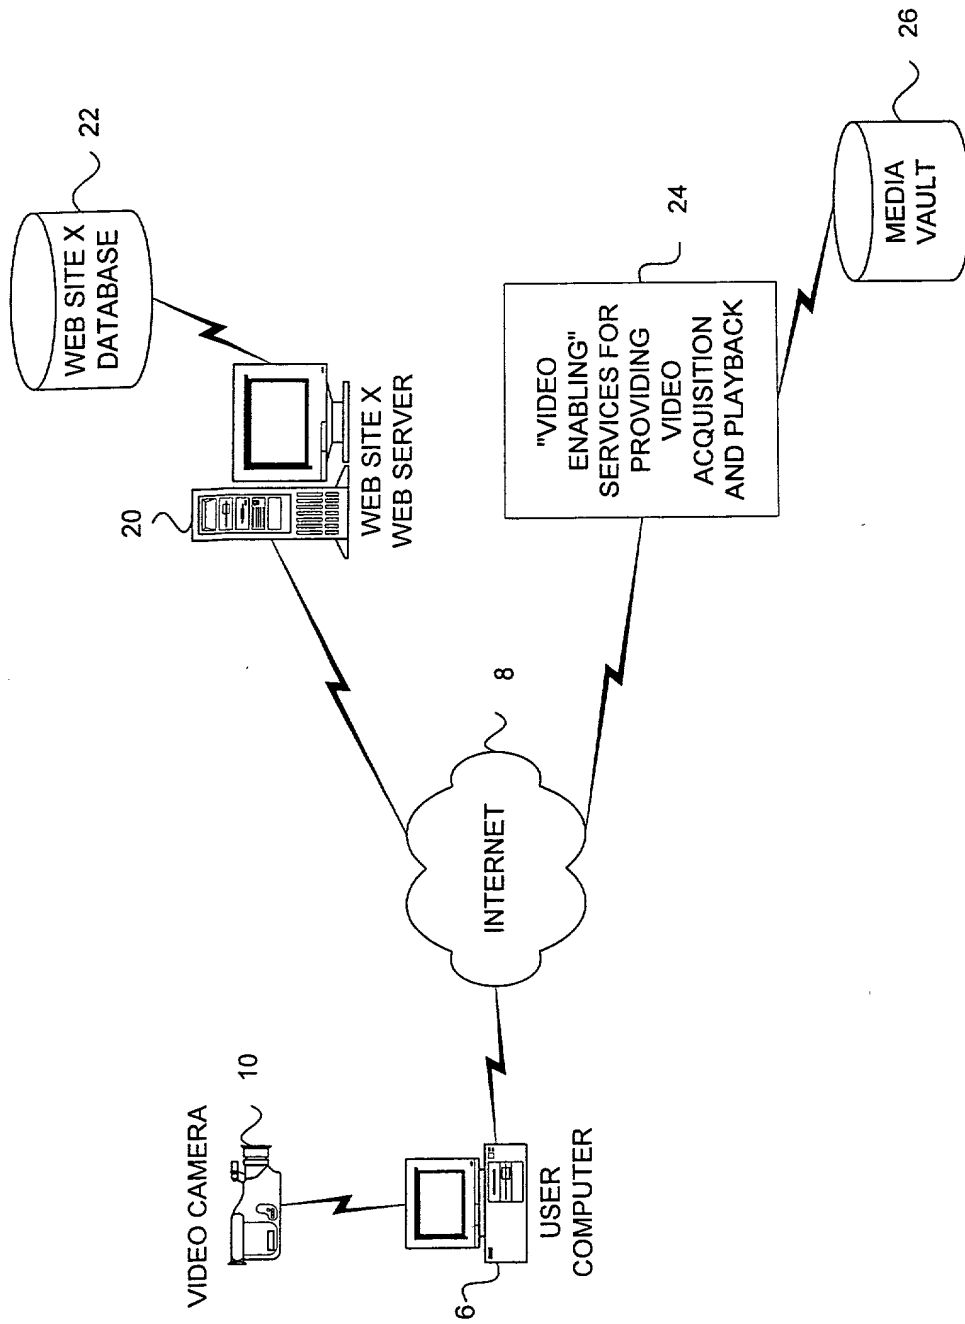 VIDEO CAMERA
10
6
USER
COMPUTER
INTERNET
8
20
WEB SITE X
WEB SERVER
WEB SITE X
DATABASE
22
"VIDEO
ENABLING"
SERVICES FOR
PROVIDING
VIDEO
ACQUISITION
AND PLAYBACK
24
MEDIA
VAULT
26